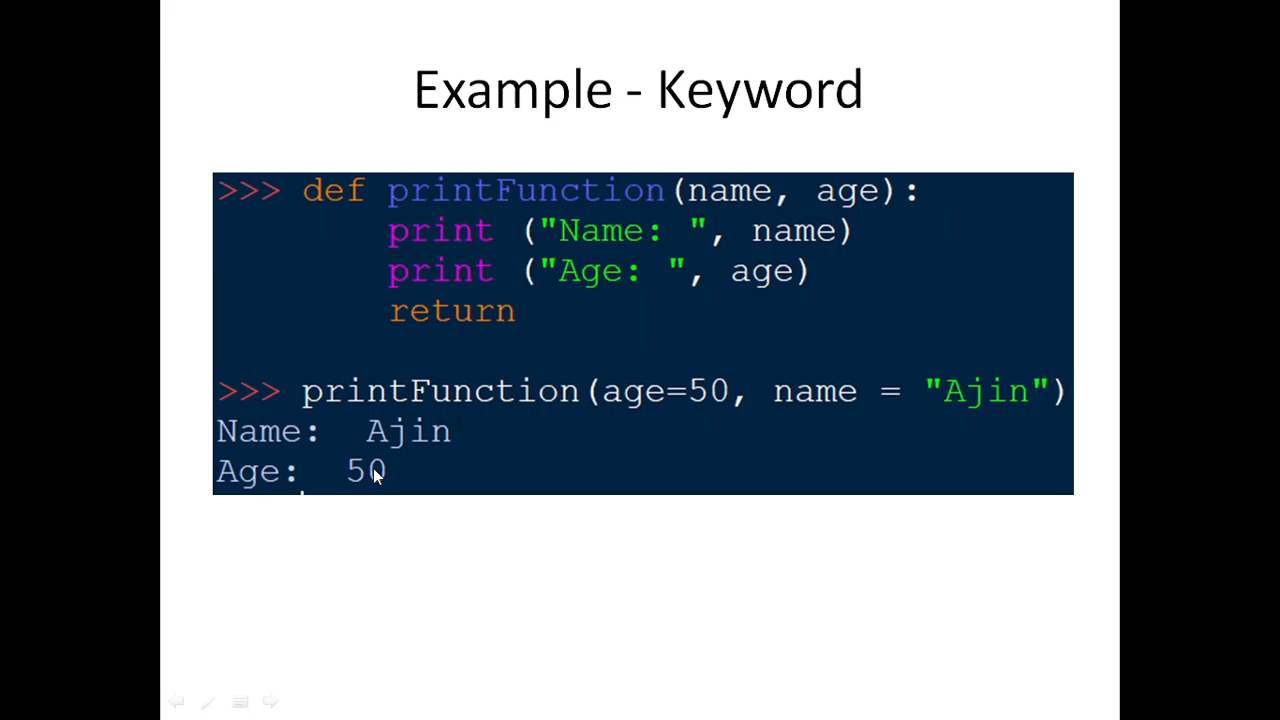 Example - Keyword
>>> def printFunction(name, age):
        print ("Name: ", name)
        print ("Age: ", age)
        return
>>> printFunction(age=50, name = "Ajin")
Name:  Ajin
Age:  50